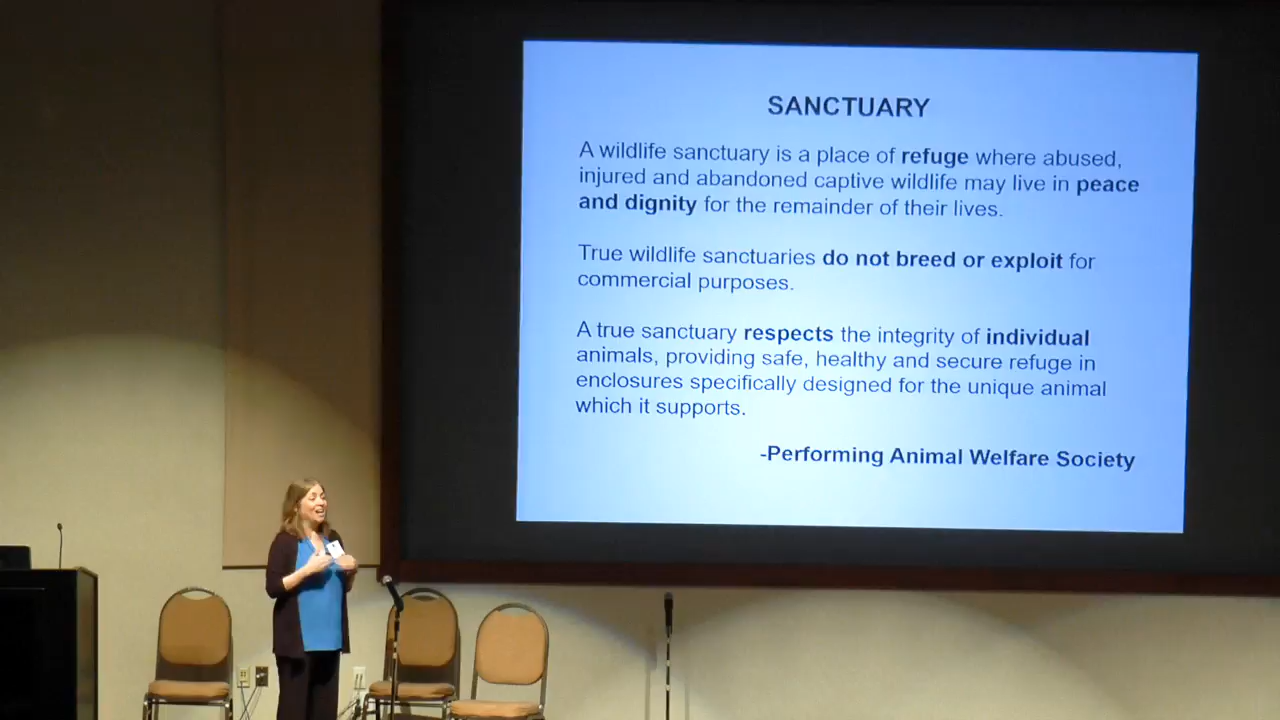 SANCTUARY
A wildlife sanctuary is a place of refuge where abused,
injured and abandoned captive wildlife may live in peace
and dignity for the remainder of their lives.
True wildlife sanctuaries do not breed or exploit for
commercial purposes.
A true sanctuary respects the integrity of individual
animals, providing safe, healthy and secure refuge in
enclosures specifically designed for the unique animal
which it supports.
-Performing Animal Welfare Society